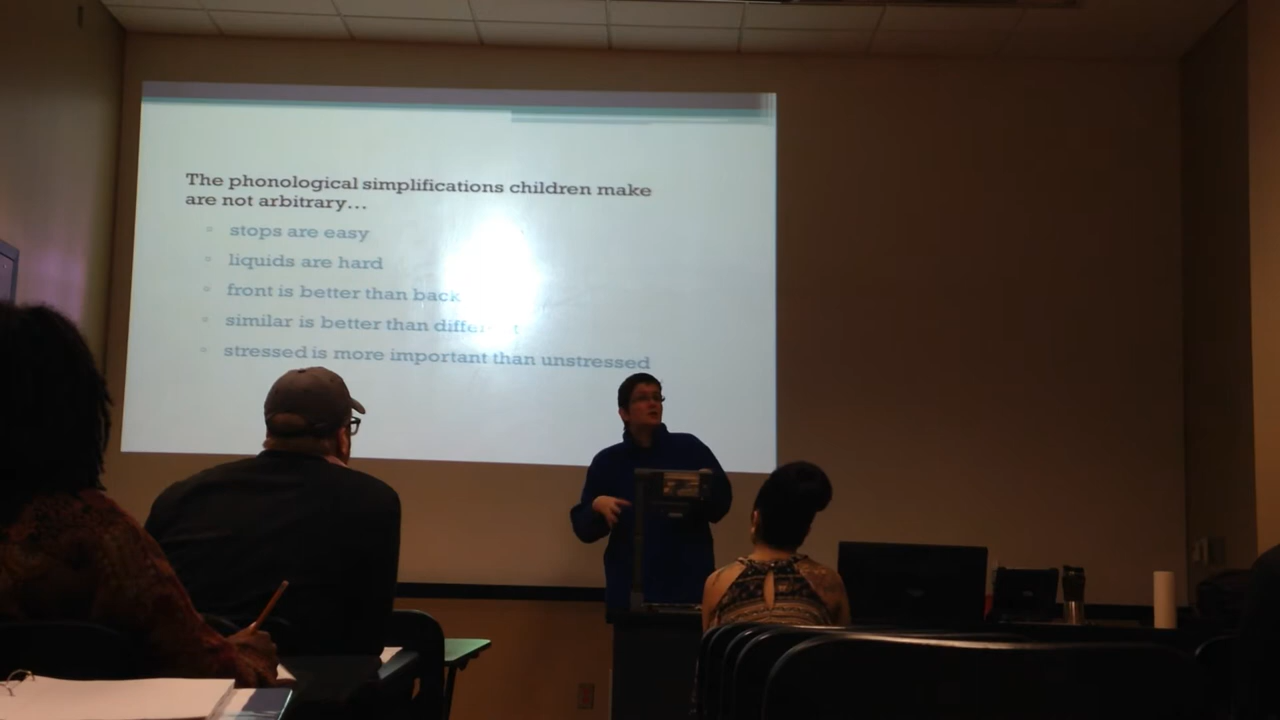 The phonological simplifications children make
are not arbitrary…
stops are easy
liquids are hard
front is better than back
similar is better than different
stressed is more important than unstressed